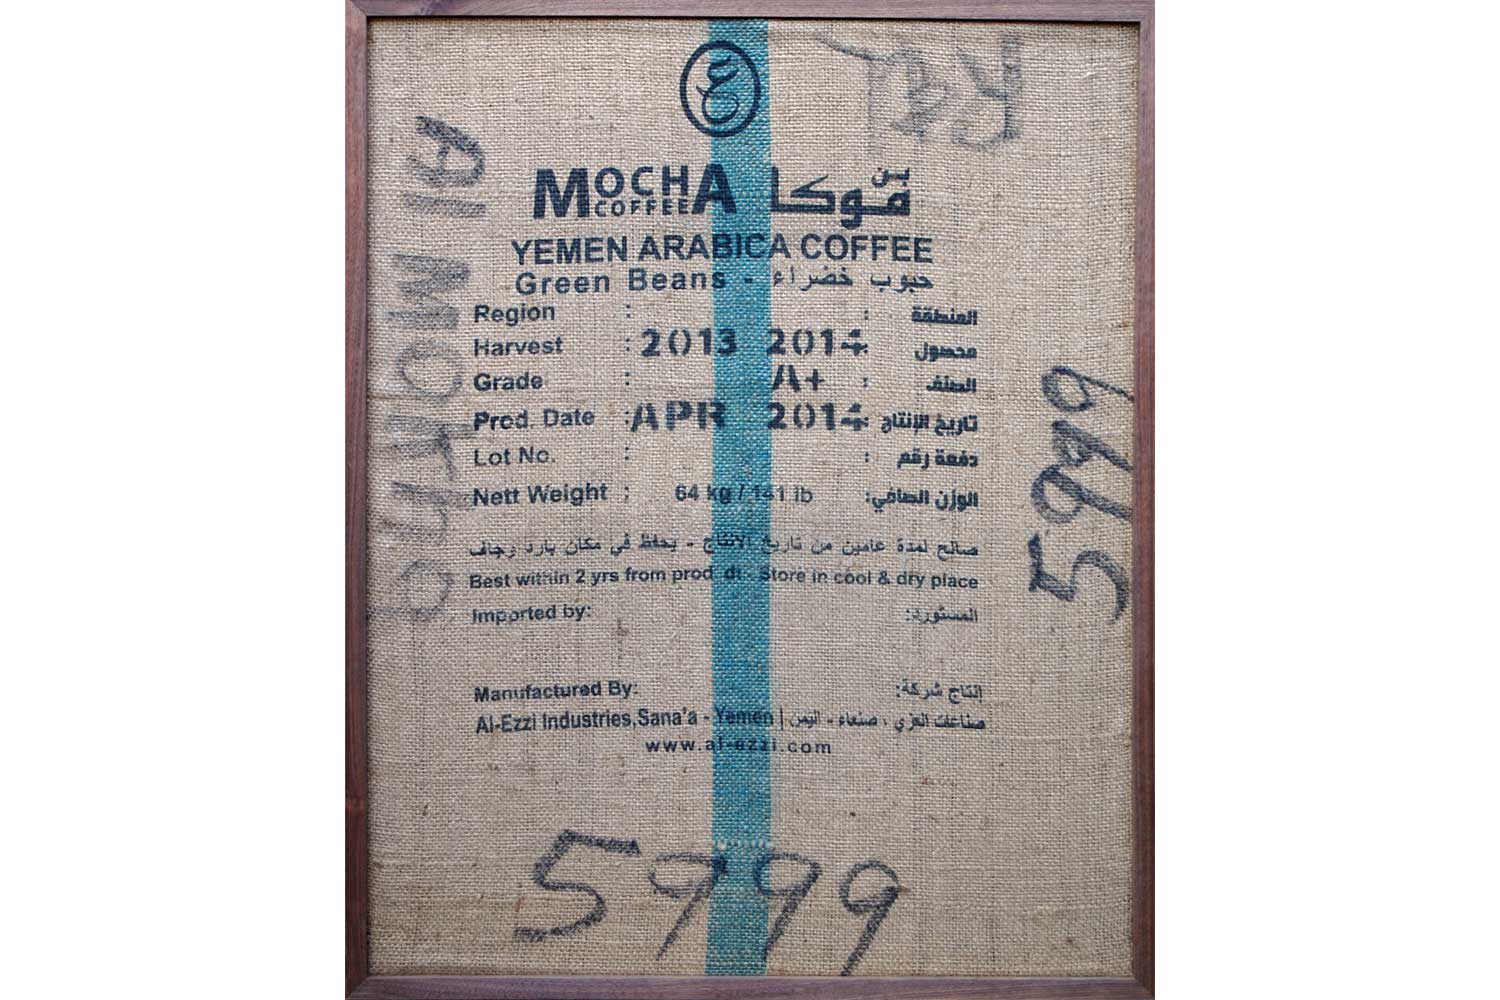 ع
MOCHA COFFEE بن موكا
YEMEN ARABICA COFFEE
Green Beans - حبوب خضراء
Region : : المنطقة
Harvest : 2013 2014 : محصول
Grade : A+ : الصنف
Prod. Date : APR 2014 : تاريخ الإنتاج
Lot No. : : دفعة رقم
Nett Weight : 64 kg / 141 lb الوزن الصافي:
صالح لمدة عامين من تاريخ الانتاج - يحفظ في مكان بارد وجاف
Best within 2 yrs from prod dt - Store in cool & dry place
Imported by: المستورد:
Manufactured By: إنتاج شركة:
Al-Ezzi Industries,Sana'a - Yemen | صناعات العزي ، صنعاء - اليمن
www.al-ezzi.com
5999
5999
Al